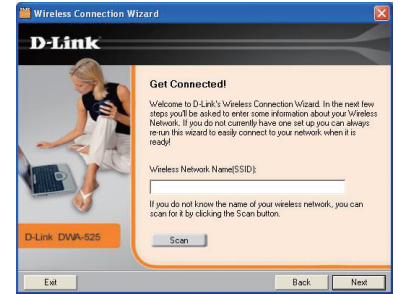 Wireless Connection Wizard
D-Link
Get Connected!
Welcome to D-Link's Wireless Connection Wizard. In the next few
steps you'll be asked to enter some information about your Wireless
Network. If you do not currently have one set up you can always
re-run this wizard to easily connect to your network when it is
ready!
Wireless Network Name(SSID):
If you do not know the name of your wireless network, you can
scan for it by clicking the Scan button.
D-Link DWA-525
Scan
Exit
Back
Next